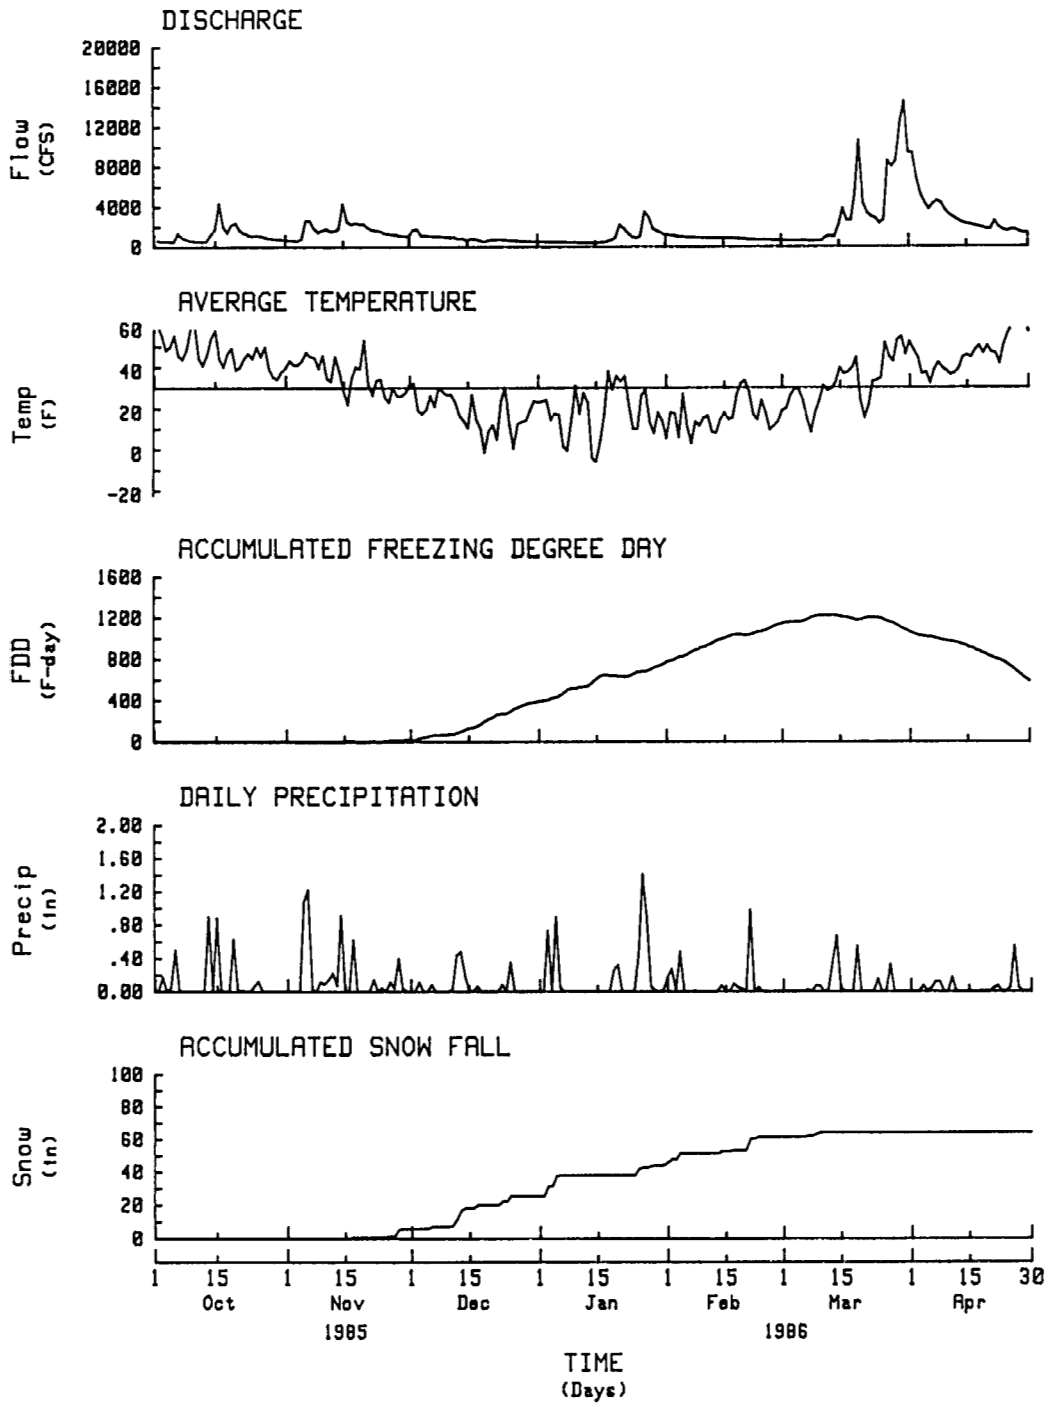 DISCHARGE
20000
16000
12000
8000
4000
0
Flow
(CFS)
AVERAGE TEMPERATURE
60
40
20
0
-20
Temp
(F)
ACCUMULATED FREEZING DEGREE DAY
1600
1200
800
400
0
FDD
(F-day)
DAILY PRECIPITATION
2.00
1.60
1.20
.80
.40
0.00
Precip
(in)
ACCUMULATED SNOW FALL
100
80
60
40
20
0
Snow
(in)
1 15 1 15 1 15 1 15 1 15 1 15 1 15 30
Oct Nov Dec Jan Feb Mar Apr
1985 1986
TIME
(Days)